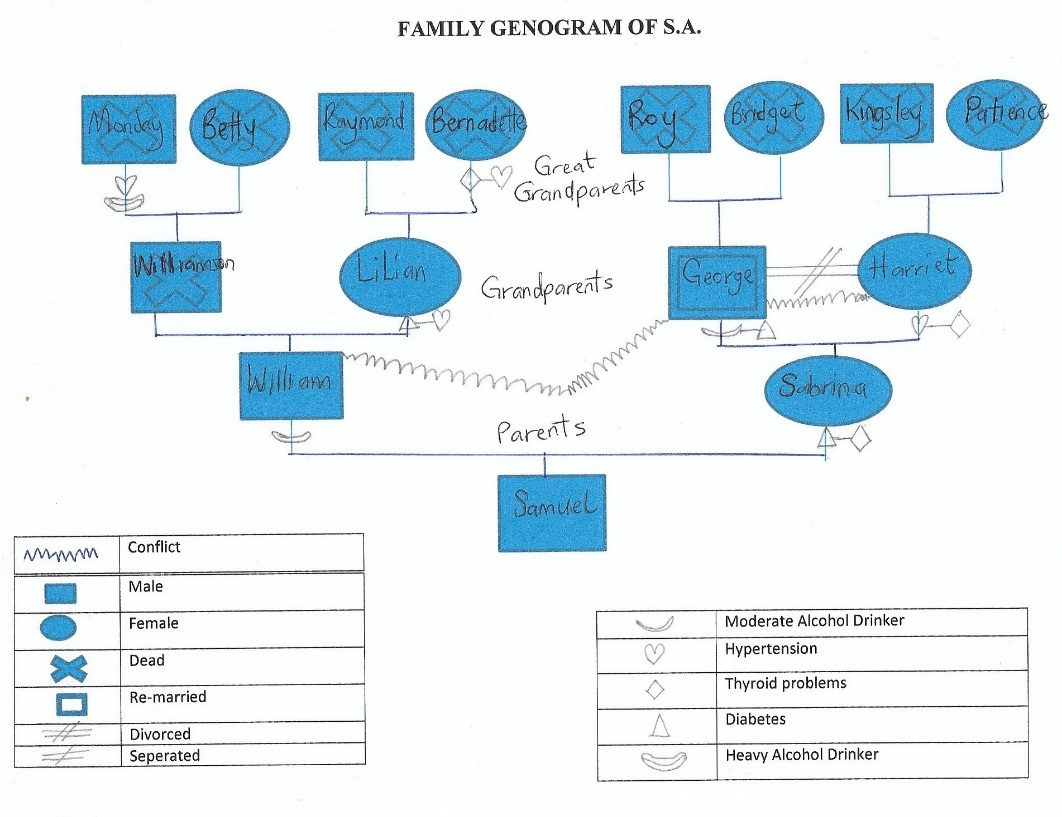 FAMILY GENOGRAM OF S.A.
Monday
Betty
Raymond
Bernadette
Roy
Bridget
Kingsley
Patience
Great
Grandparents
Williamson
LiLian
Grandparents
George
Harriet
William
Sabrina
Parents
Samuel
Conflict
Male
Female
Dead
Re-married
Divorced
Seperated
Moderate Alcohol Drinker
Hypertension
Thyroid problems
Diabetes
Heavy Alcohol Drinker